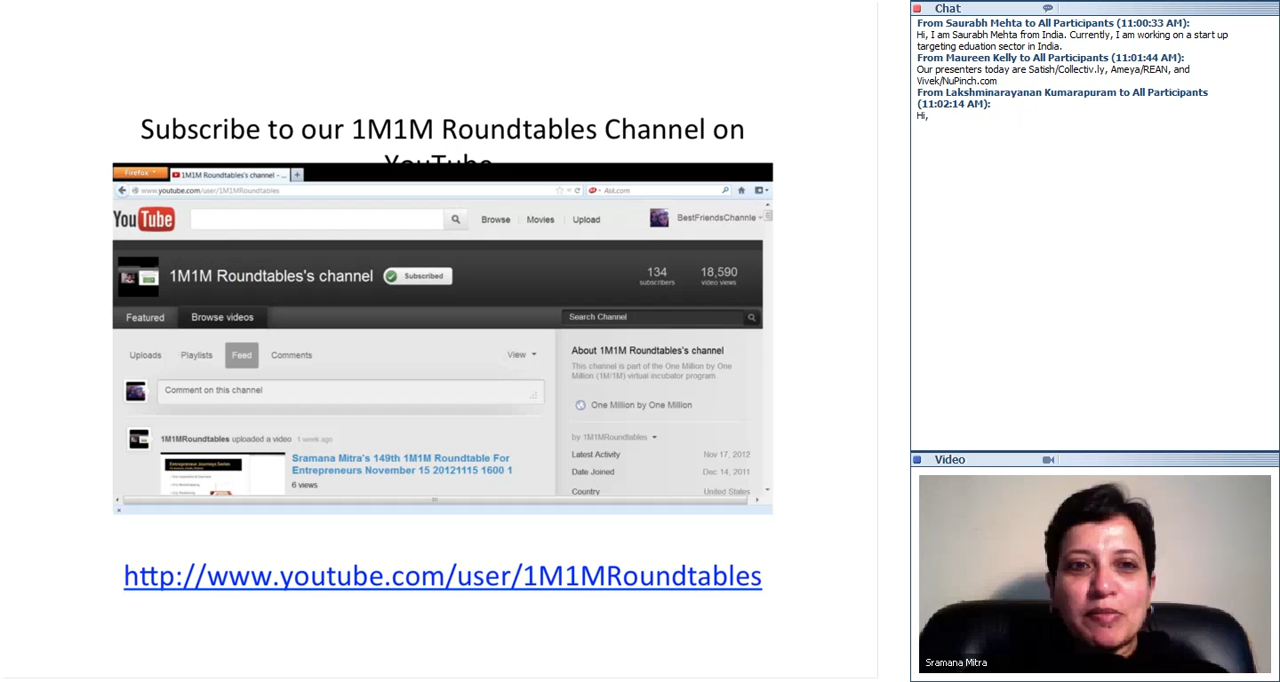 Subscribe to our 1M1M Roundtables Channel on
YouTube
Firefox
1M1M Roundtables's channel - ...
www.youtube.com/user/1M1MRoundtables
Ask.com
YouTube
Browse
Movies
Upload
BestFriendsChannle
1M1M Roundtables's channel
Subscribed
134
subscribers
18,590
video views
Featured
Browse videos
Search Channel
Uploads
Playlists
Feed
Comments
View
Comment on this channel
1M1MRoundtables uploaded a video 1 week ago
Sramana Mitra's 149th 1M1M Roundtable For
Entrepreneurs November 15 20121115 1600 1
6 views
About 1M1M Roundtables's channel
This channel is part of the One Million by One
Million (1M/1M) virtual incubator program.
One Million by One Million
by 1M1MRoundtables
Latest Activity Nov 17, 2012
Date Joined Dec 14, 2011
Country United States
http://www.youtube.com/user/1M1MRoundtables
Chat
From Saurabh Mehta to All Participants (11:00:33 AM):
Hi, I am Saurabh Mehta from India. Currently, I am working on a start up
targeting eduation sector in India.
From Maureen Kelly to All Participants (11:01:44 AM):
Our presenters today are Satish/Collectiv.ly, Ameya/REAN, and
Vivek/NuPinch.com
From Lakshminarayanan Kumarapuram to All Participants
(11:02:14 AM):
Hi,
Video
Sramana Mitra